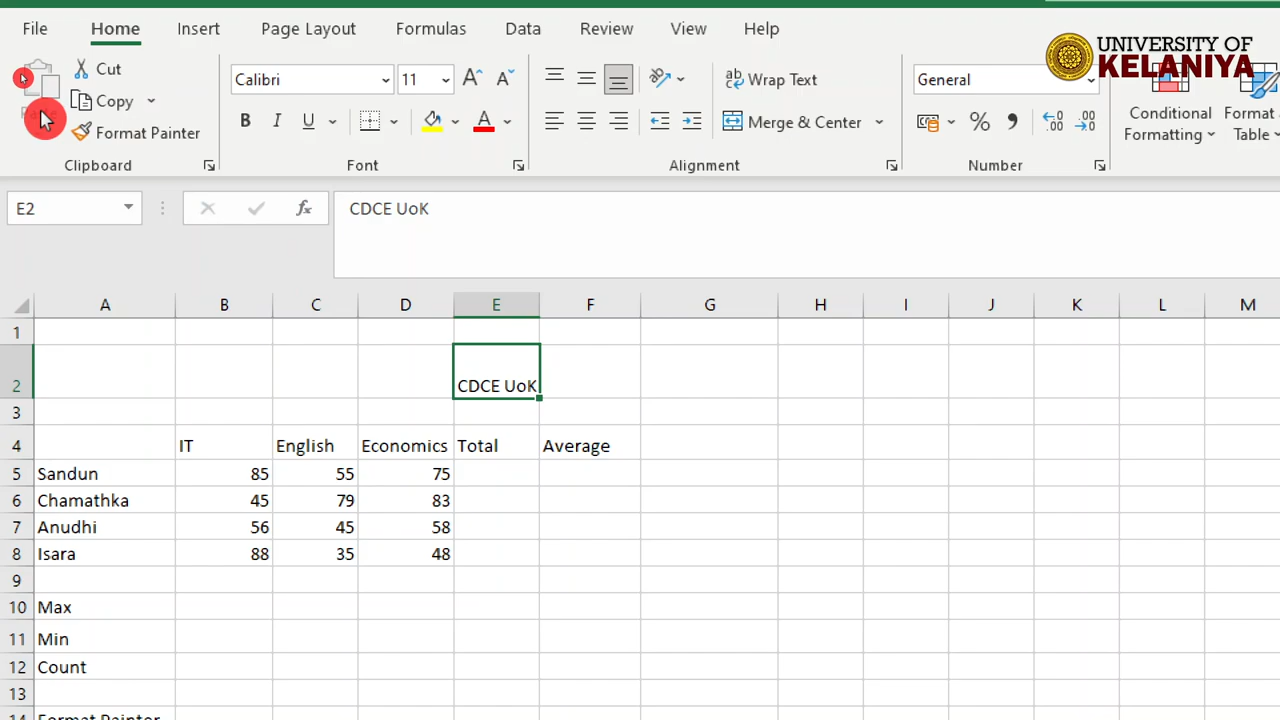 File Home Insert Page Layout Formulas Data Review View Help
UNIVERSITY OF
KELANIYA
Cut
Copy
Format Painter
Calibri 11
B I U A
ab Wrap Text
Merge & Center
General
% 9
Conditional
Formatting
Format
Table
Clipboard Font Alignment Number
E2 fx CDCE UoK
A B C D E F G H I J K L M
1
2 CDCE UoK
3
4 IT English Economics Total Average
5 Sandun 85 55 75
6 Chamathka 45 79 83
7 Anudhi 56 45 58
8 Isara 88 35 48
9
10 Max
11 Min
12 Count
13
14 Format Painter